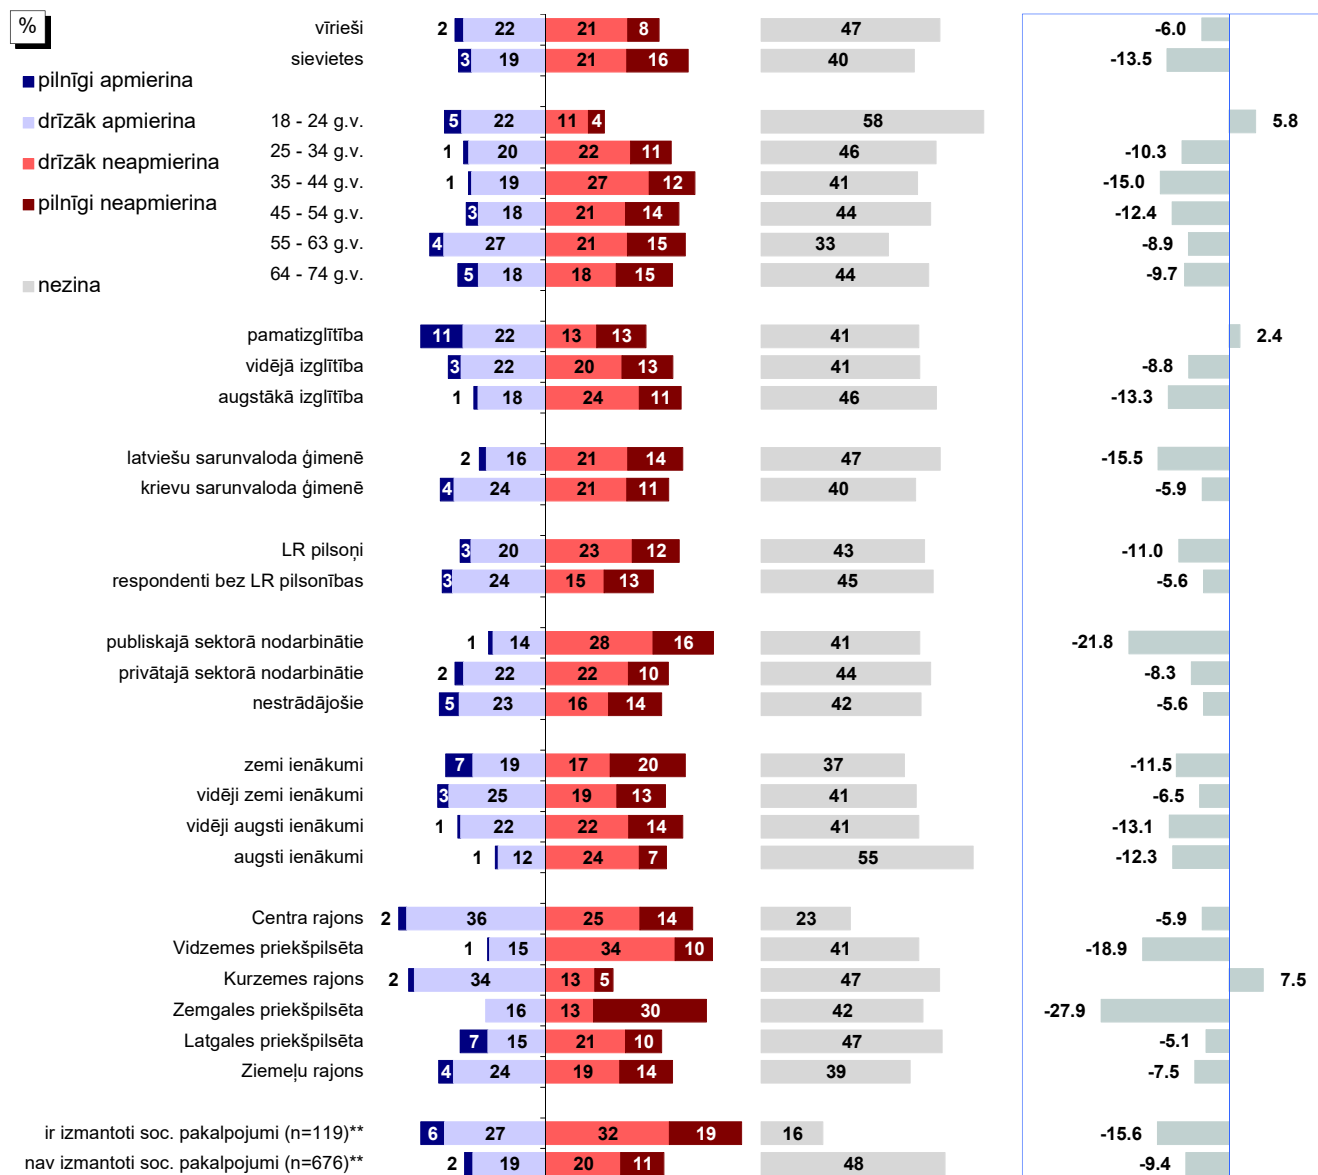 %
pilnīgi apmierina
drīzāk apmierina
drīzāk neapmierina
pilnīgi neapmierina
nezina
vīrieši 2 22 21 8 47 -6.0
sievietes 3 19 21 16 40 -13.5
18 - 24 g.v. 5 22 11 4 58 5.8
25 - 34 g.v. 1 20 22 11 46 -10.3
35 - 44 g.v. 1 19 27 12 41 -15.0
45 - 54 g.v. 3 18 21 14 44 -12.4
55 - 63 g.v. 4 27 21 15 33 -8.9
64 - 74 g.v. 5 18 18 15 44 -9.7
pamatizglītība 11 22 13 13 41 2.4
vidējā izglītība 3 22 20 13 41 -8.8
augstākā izglītība 1 18 24 11 46 -13.3
latviešu sarunvaloda ģimenē 2 16 21 14 47 -15.5
krievu sarunvaloda ģimenē 4 24 21 11 40 -5.9
LR pilsoņi 3 20 23 12 43 -11.0
respondenti bez LR pilsonības 3 24 15 13 45 -5.6
publiskajā sektorā nodarbinātie 1 14 28 16 41 -21.8
privātajā sektorā nodarbinātie 2 22 22 10 44 -8.3
nestrādājošie 5 23 16 14 42 -5.6
zemi ienākumi 7 19 17 20 37 -11.5
vidēji zemi ienākumi 3 25 19 13 41 -6.5
vidēji augsti ienākumi 1 22 22 14 41 -13.1
augsti ienākumi 1 12 24 7 55 -12.3
Centra rajons 2 36 25 14 23 -5.9
Vidzemes priekšpilsēta 1 15 34 10 41 -18.9
Kurzemes rajons 2 34 13 5 47 7.5
Zemgales priekšpilsēta 16 13 30 42 -27.9
Latgales priekšpilsēta 7 15 21 10 47 -5.1
Ziemeļu rajons 4 24 19 14 39 -7.5
ir izmantoti soc. pakalpojumi (n=119)** 6 27 32 19 16 -15.6
nav izmantoti soc. pakalpojumi (n=676)** 2 19 20 11 48 -9.4